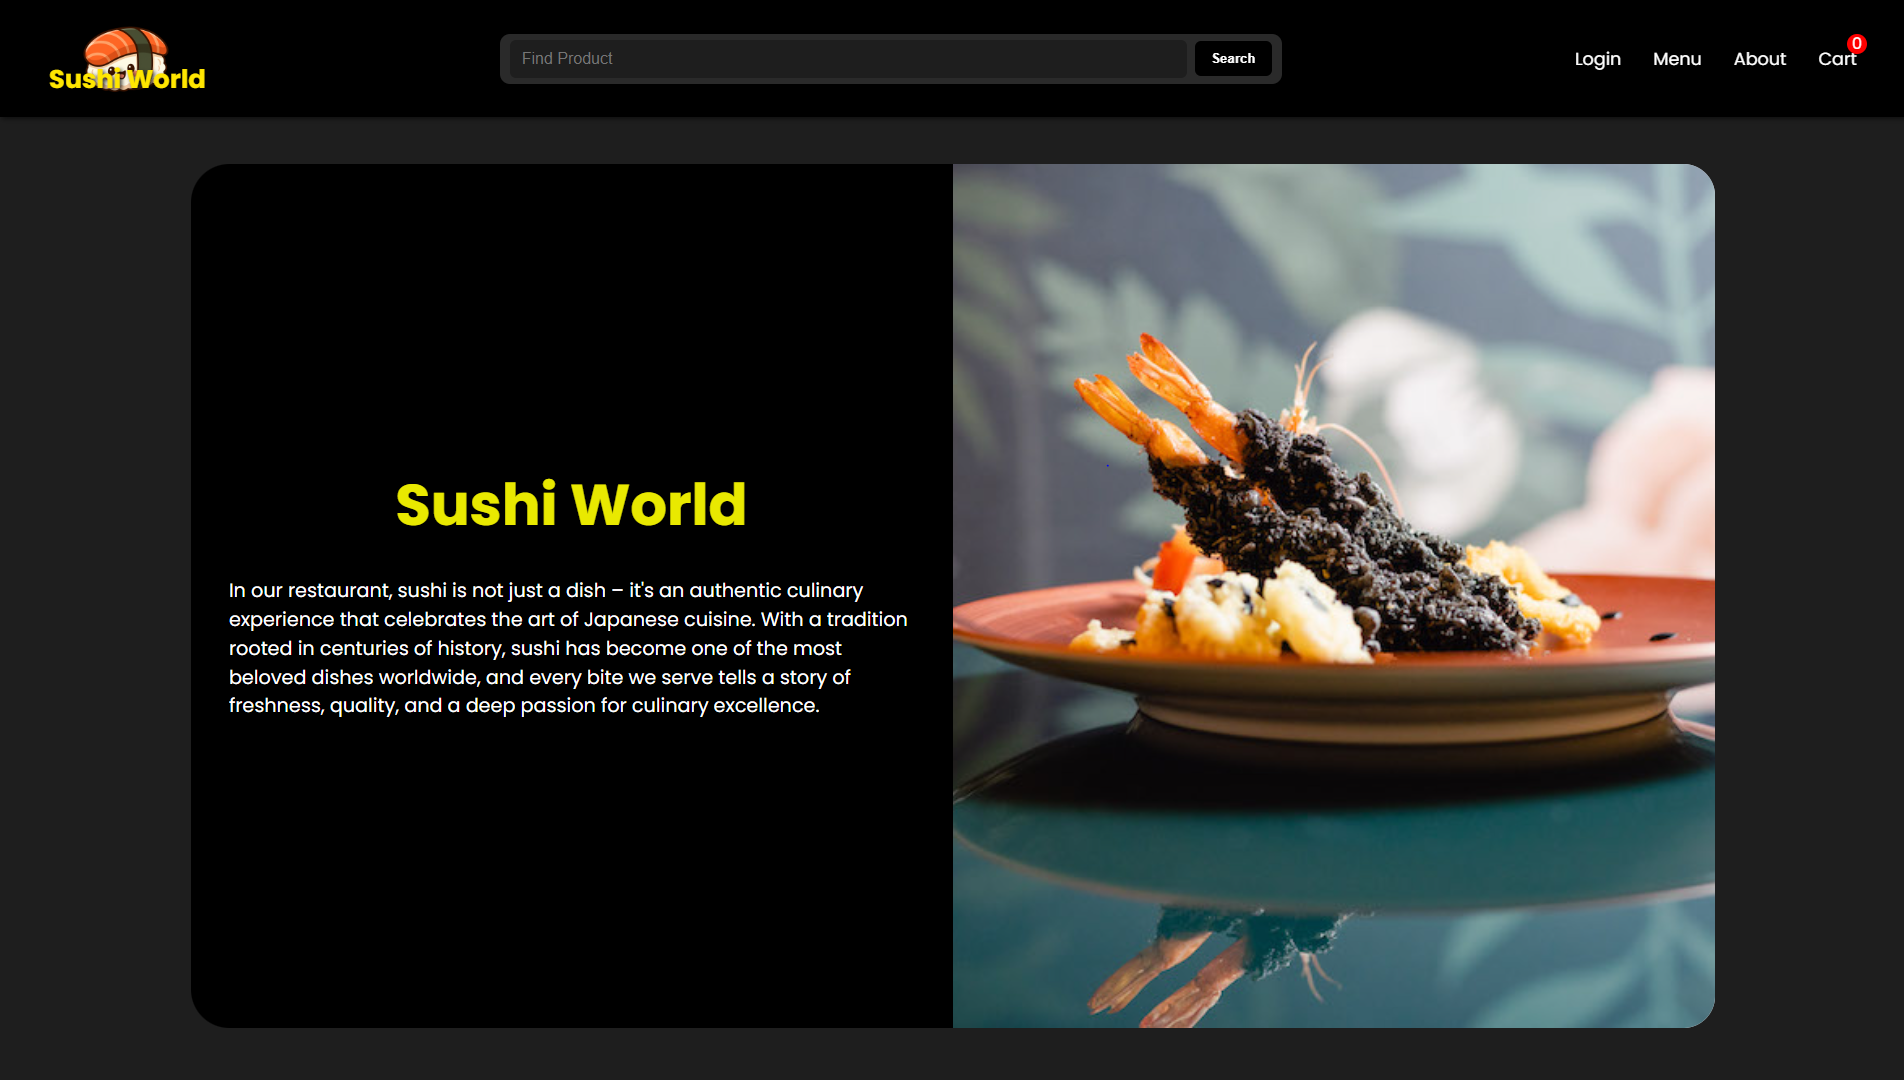 Sushi World
Find Product
Search
Login
Menu
About
Cart
0
Sushi World
In our restaurant, sushi is not just a dish – it's an authentic culinary
experience that celebrates the art of Japanese cuisine. With a tradition
rooted in centuries of history, sushi has become one of the most
beloved dishes worldwide, and every bite we serve tells a story of
freshness, quality, and a deep passion for culinary excellence.